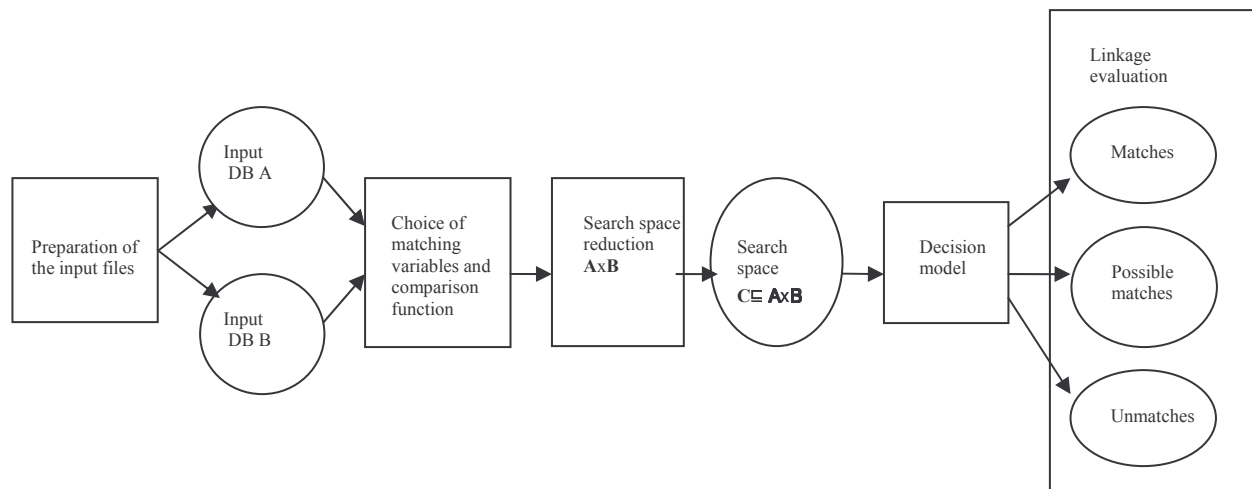 Preparation of
the input files
Input
DB A
Input
DB B
Choice of
matching
variables and
comparison
function
Search space
reduction
AxB
Search
space
C⊑ AxB
Decision
model
Linkage
evaluation
Matches
Possible
matches
Unmatches